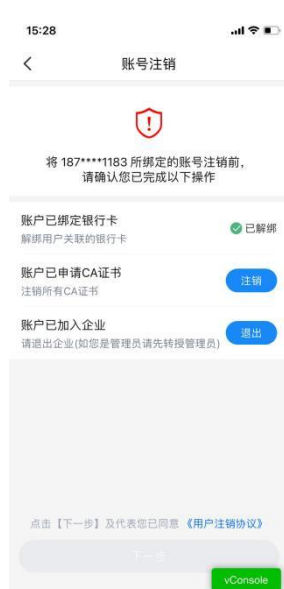 15:28
账号注销
将 187****1183 所绑定的账号注销前，
请确认您已完成以下操作
账户已绑定银行卡
解绑用户关联的银行卡
已解绑
账户已申请CA证书
注销所有CA证书
注销
账户已加入企业
请退出企业(如您是管理员请先转授管理员)
退出
点击【下一步】及代表您已同意《用户注销协议》
下一步
vConsole